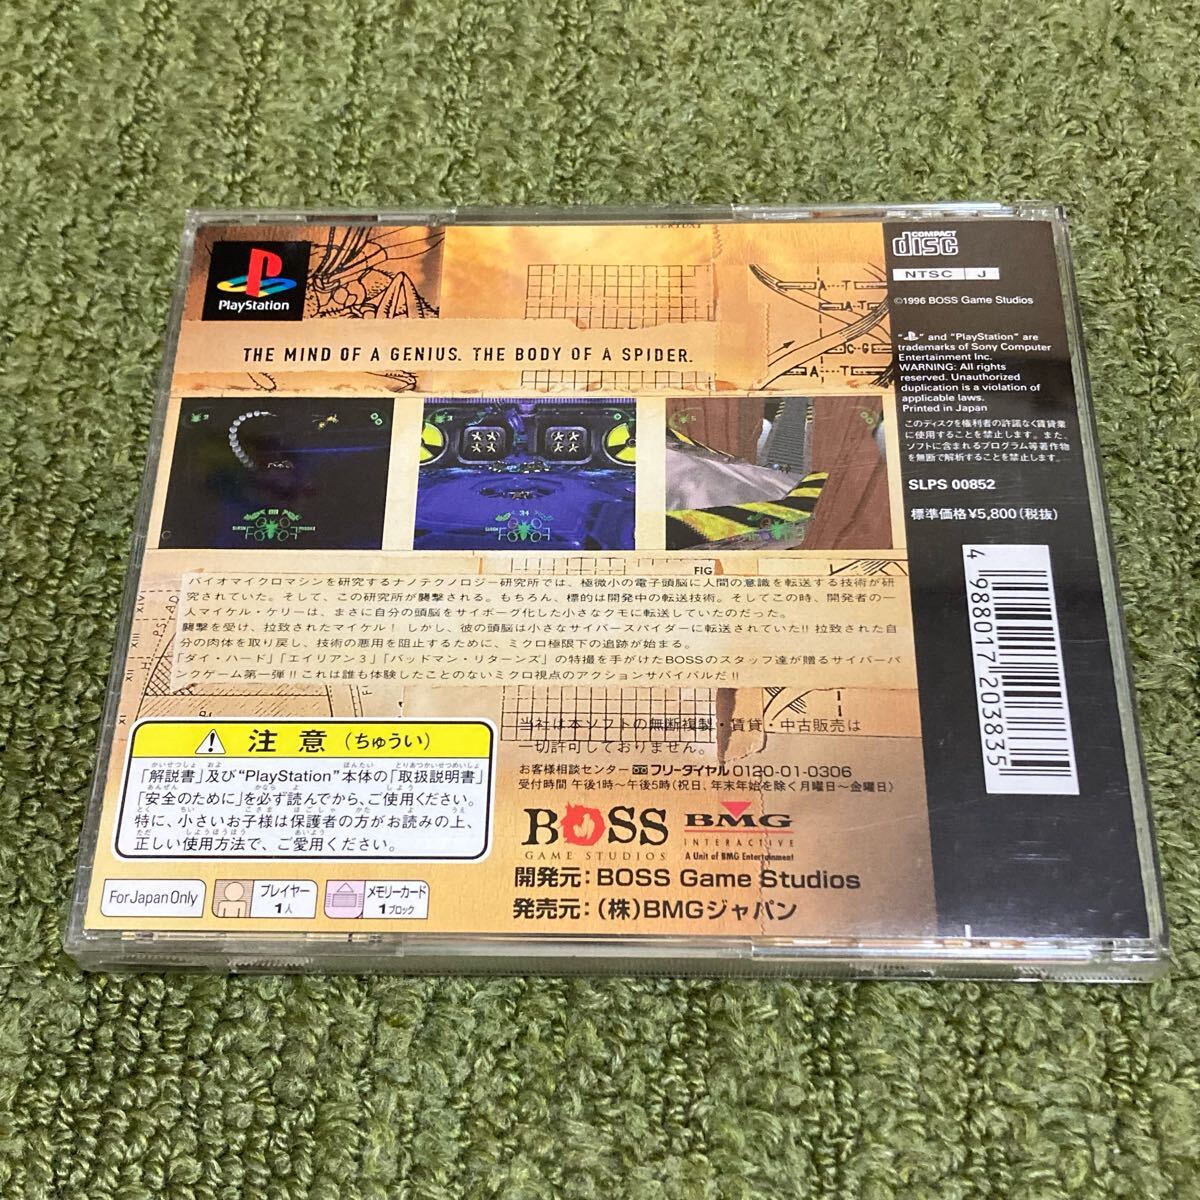 PlayStation
COMPACT
disc
NTSC J
©1996 BOSS Game Studios
THE MIND OF A GENIUS. THE BODY OF A SPIDER.
" " and "PlayStation" are
trademarks of Sony Computer
Entertainment Inc.
WARNING: All rights
reserved. Unauthorized
duplication is a violation of
applicable laws.
Printed in Japan
このディスクを権利者の許諾なく賃貸業
に使用することを禁止します。また、
ソフトに含まれるプログラム等著作物
を無断で解析することを禁止します。
SLPS 00852
標準価格¥5,800(税抜)
4 988017 203835
FIG
バイオマイクロマシンを研究するナノテクノロジー研究所では、極微小の電子頭脳に人間の意識を転送する技術が研
究されていた。そして、この研究所が襲撃される。もちろん、標的は開発中の転送技術。そしてこの時、開発者の一
人マイケル・ケリーは、まさに自分の頭脳をサイボーグ化した小さなクモに転送していたのだった。
襲撃を受け、拉致されたマイケル! しかし、彼の頭脳は小さなサイバースパイダーに転送されていた!! 拉致された自
分の肉体を取り戻し、技術の悪用を阻止するために、ミクロ極限下の追跡が始まる。
「ダイ・ハード」「エイリアン3」「バッドマン・リターンズ」の特撮を手がけたBOSSのスタッフ達が贈るサイバーパ
ンクゲーム第一弾!! これは誰も体験したことのないミクロ視点のアクションサバイバルだ!!
当社は本ソフトの無断複製・賃貸・中古販売は
一切許可しておりません。
お客様相談センター フリーダイヤル 0120-01-0306
受付時間 午後1時〜午後5時(祝日、年末年始を除く月曜日〜金曜日)
注意(ちゅうい)
「解説書」及び"PlayStation"本体の「取扱説明書」
「安全のために」を必ず読んでから、ご使用ください。
特に、小さいお子様は保護者の方がお読みの上、
正しい使用方法で、ご愛用ください。
BOSS
GAME STUDIOS
BMG
INTERACTIVE
A Unit of BMG Entertainment
開発元:BOSS Game Studios
発売元:(株)BMGジャパン
For Japan Only
プレイヤー
1人
メモリーカード
1ブロック